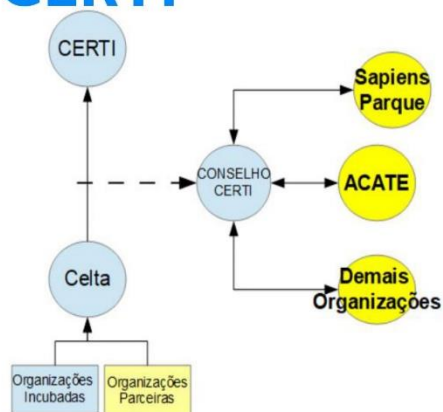 CERTI
CERTI
Sapiens
Parque
CONSELHO
CERTI
ACATE
Celta
Demais
Organizações
Organizações
Incubadas
Organizações
Parceiras